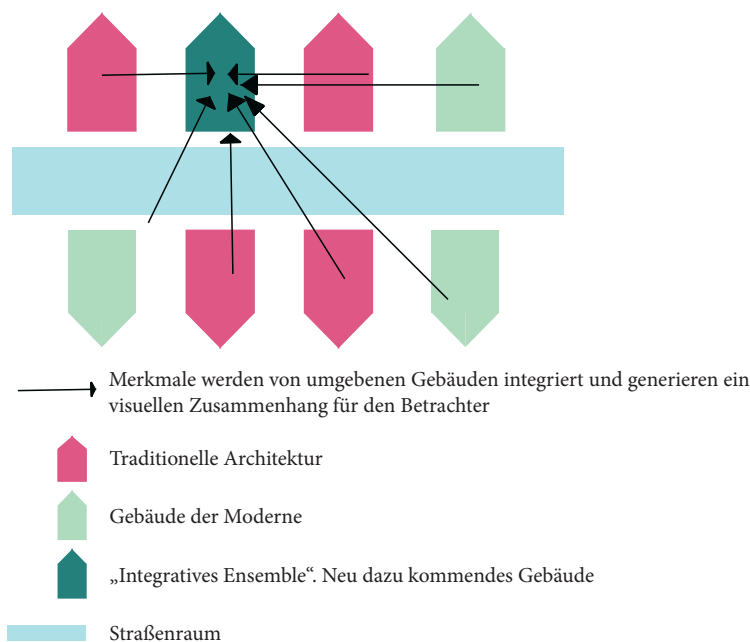 Merkmale werden von umgebenen Gebäuden integriert und generieren ein
visuellen Zusammenhang für den Betrachter
Traditionelle Architektur
Gebäude der Moderne
„Integratives Ensemble“. Neu dazu kommendes Gebäude
Straßenraum